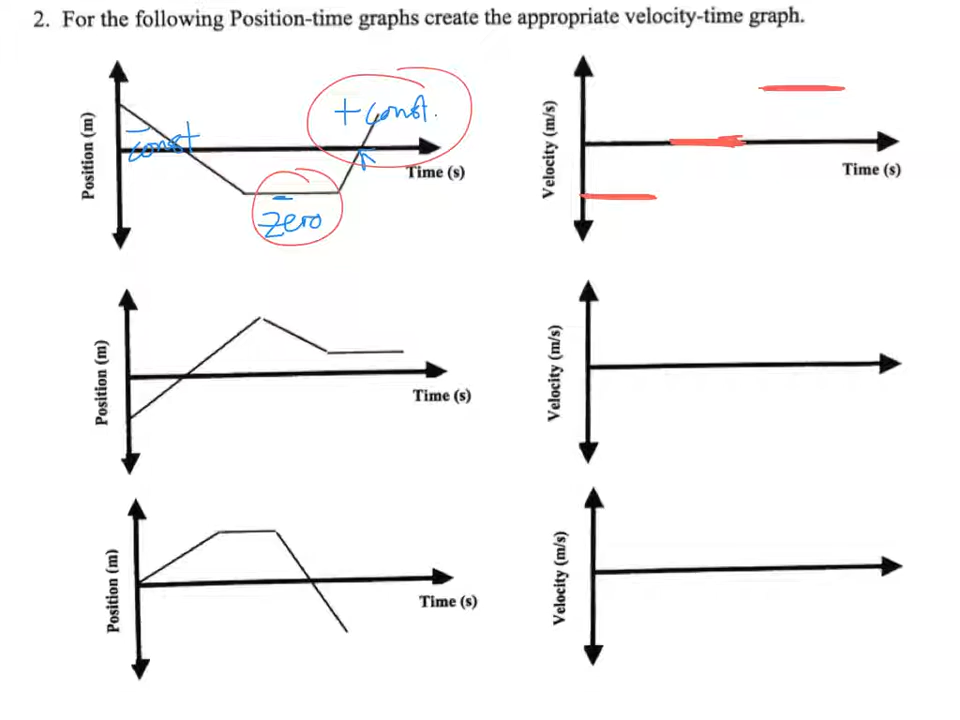 2. For the following Position-time graphs create the appropriate velocity-time graph.
Position (m)
- const
+ const.
zero
Time (s)
Velocity (m/s)
Time (s)
Position (m)
Time (s)
Velocity (m/s)
Position (m)
Time (s)
Velocity (m/s)